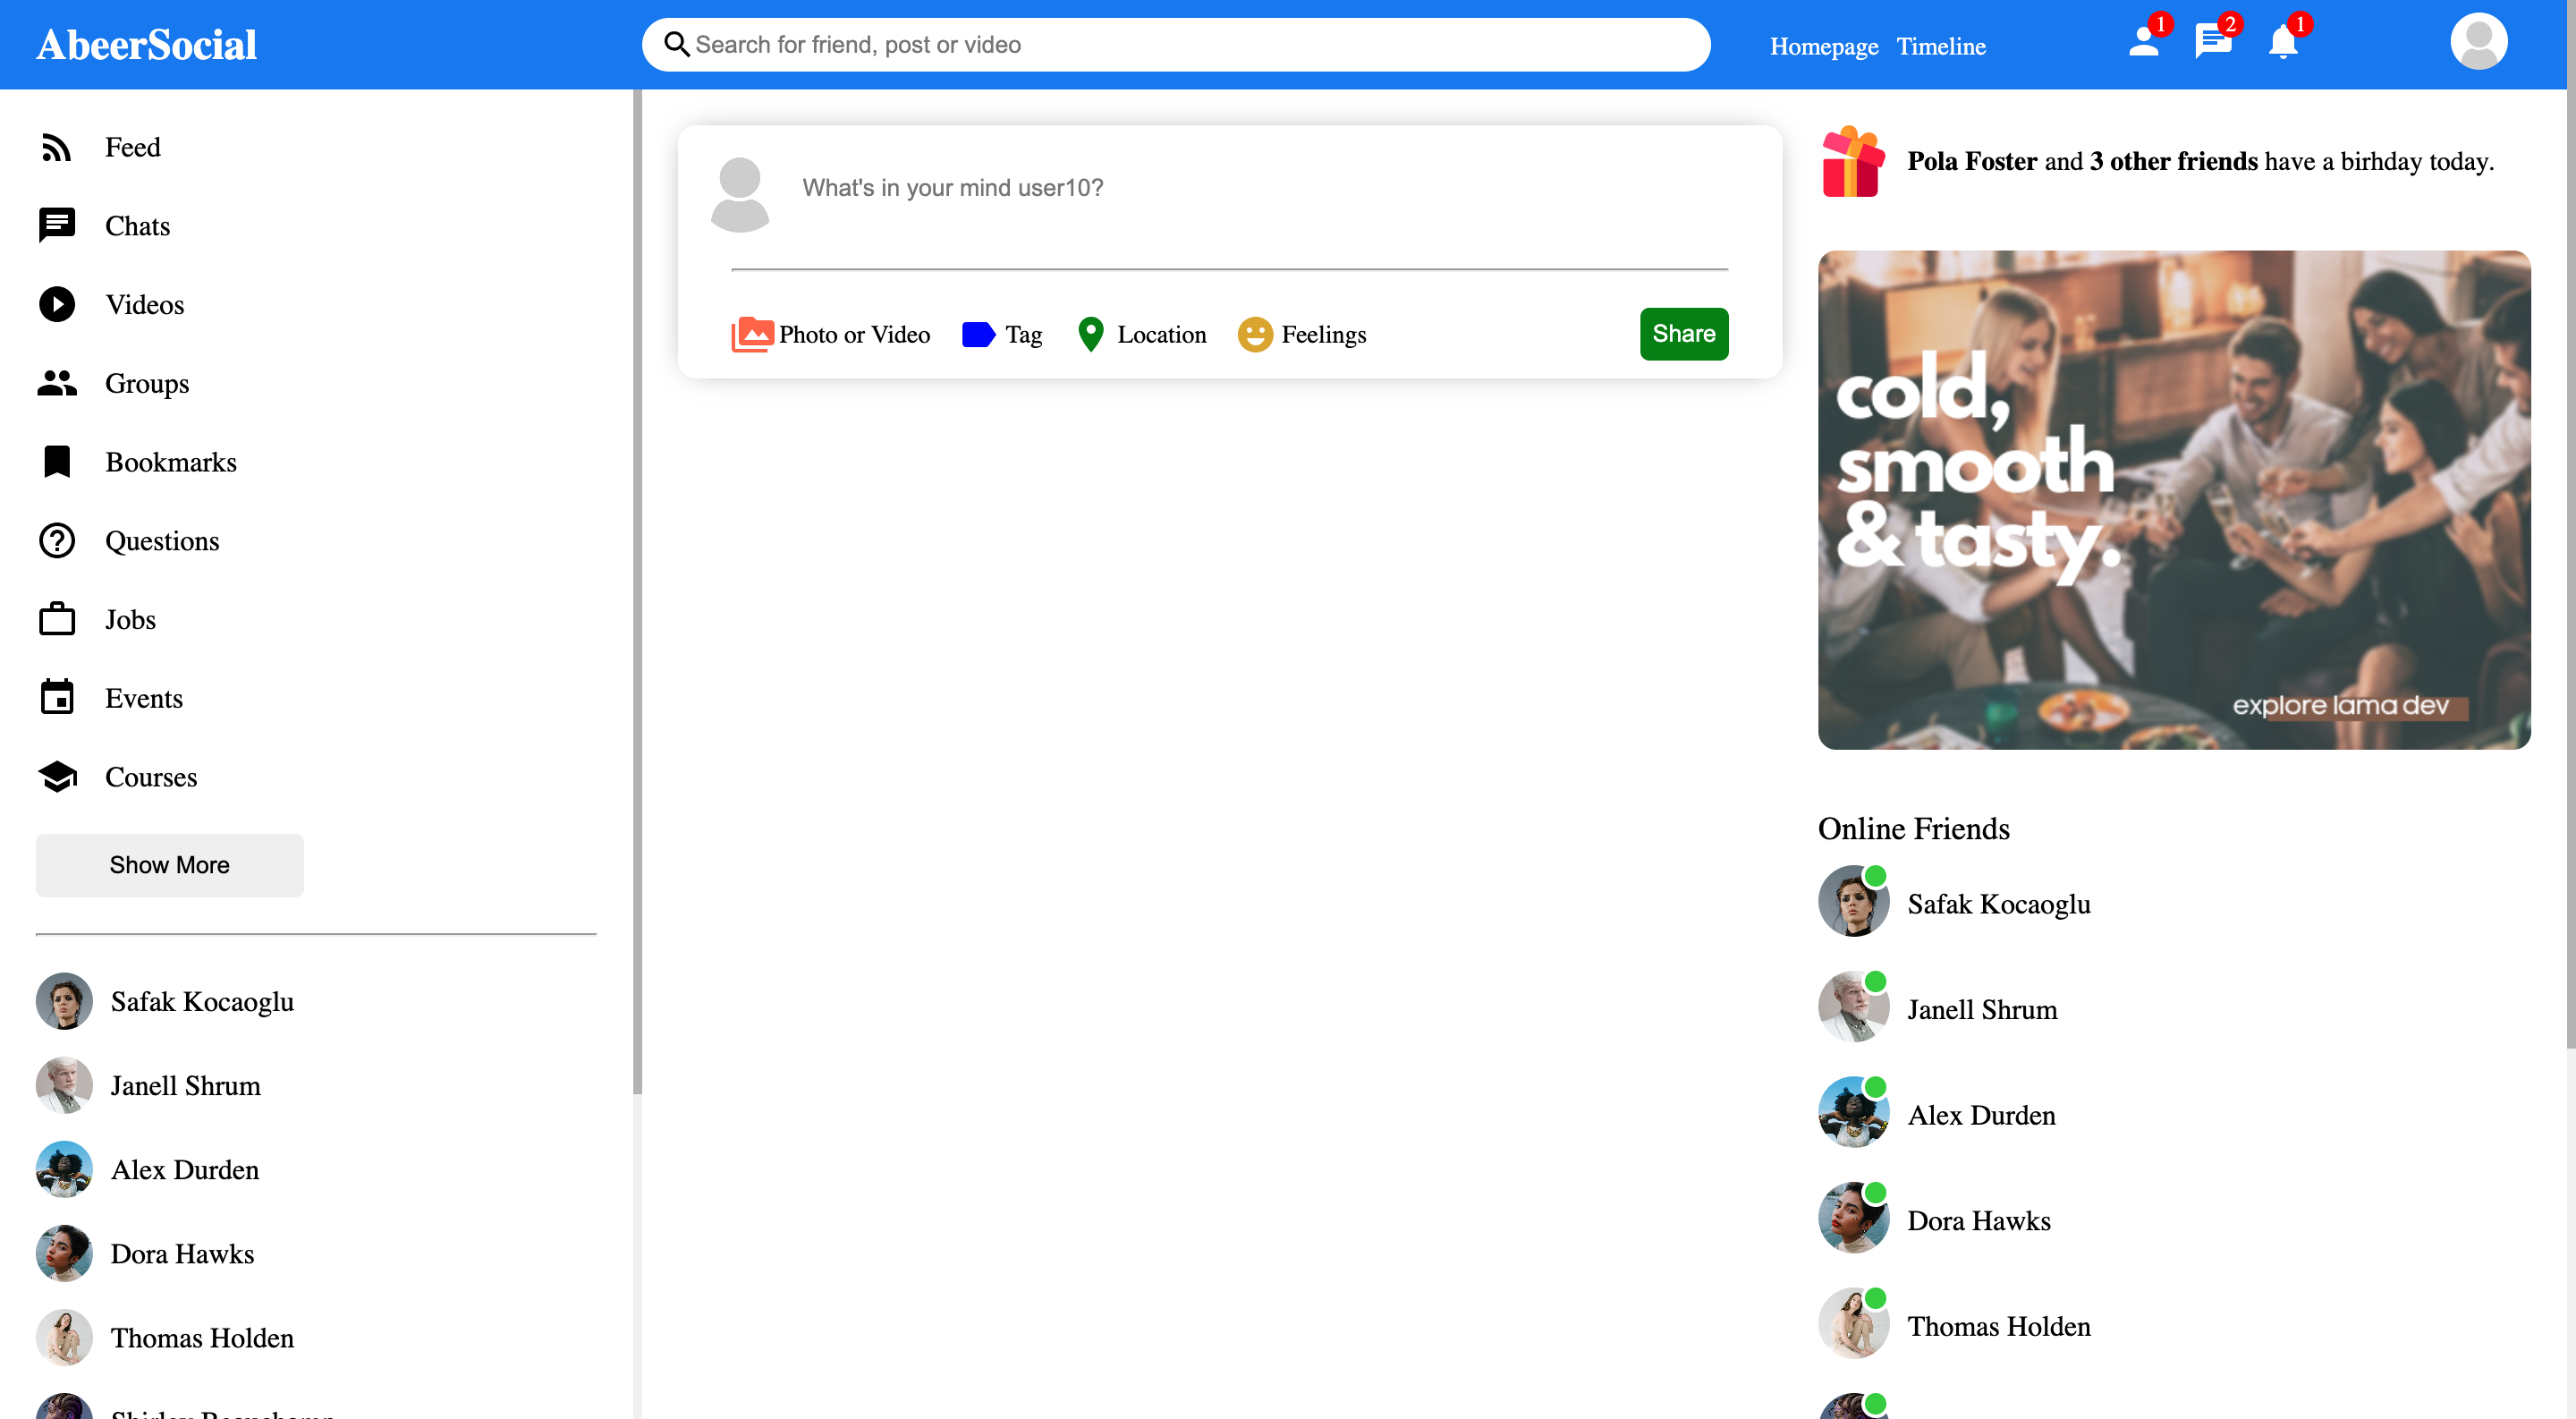 AbeerSocial
Search for friend, post or video
Homepage Timeline
1
2
1
Feed
Chats
Videos
Groups
Bookmarks
Questions
Jobs
Events
Courses
Show More
Safak Kocaoglu
Janell Shrum
Alex Durden
Dora Hawks
Thomas Holden
What's in your mind user10?
Photo or Video
Tag
Location
Feelings
Share
Pola Foster and 3 other friends have a birhday today.
cold,
smooth
& tasty.
explore lama dev
Online Friends
Safak Kocaoglu
Janell Shrum
Alex Durden
Dora Hawks
Thomas Holden